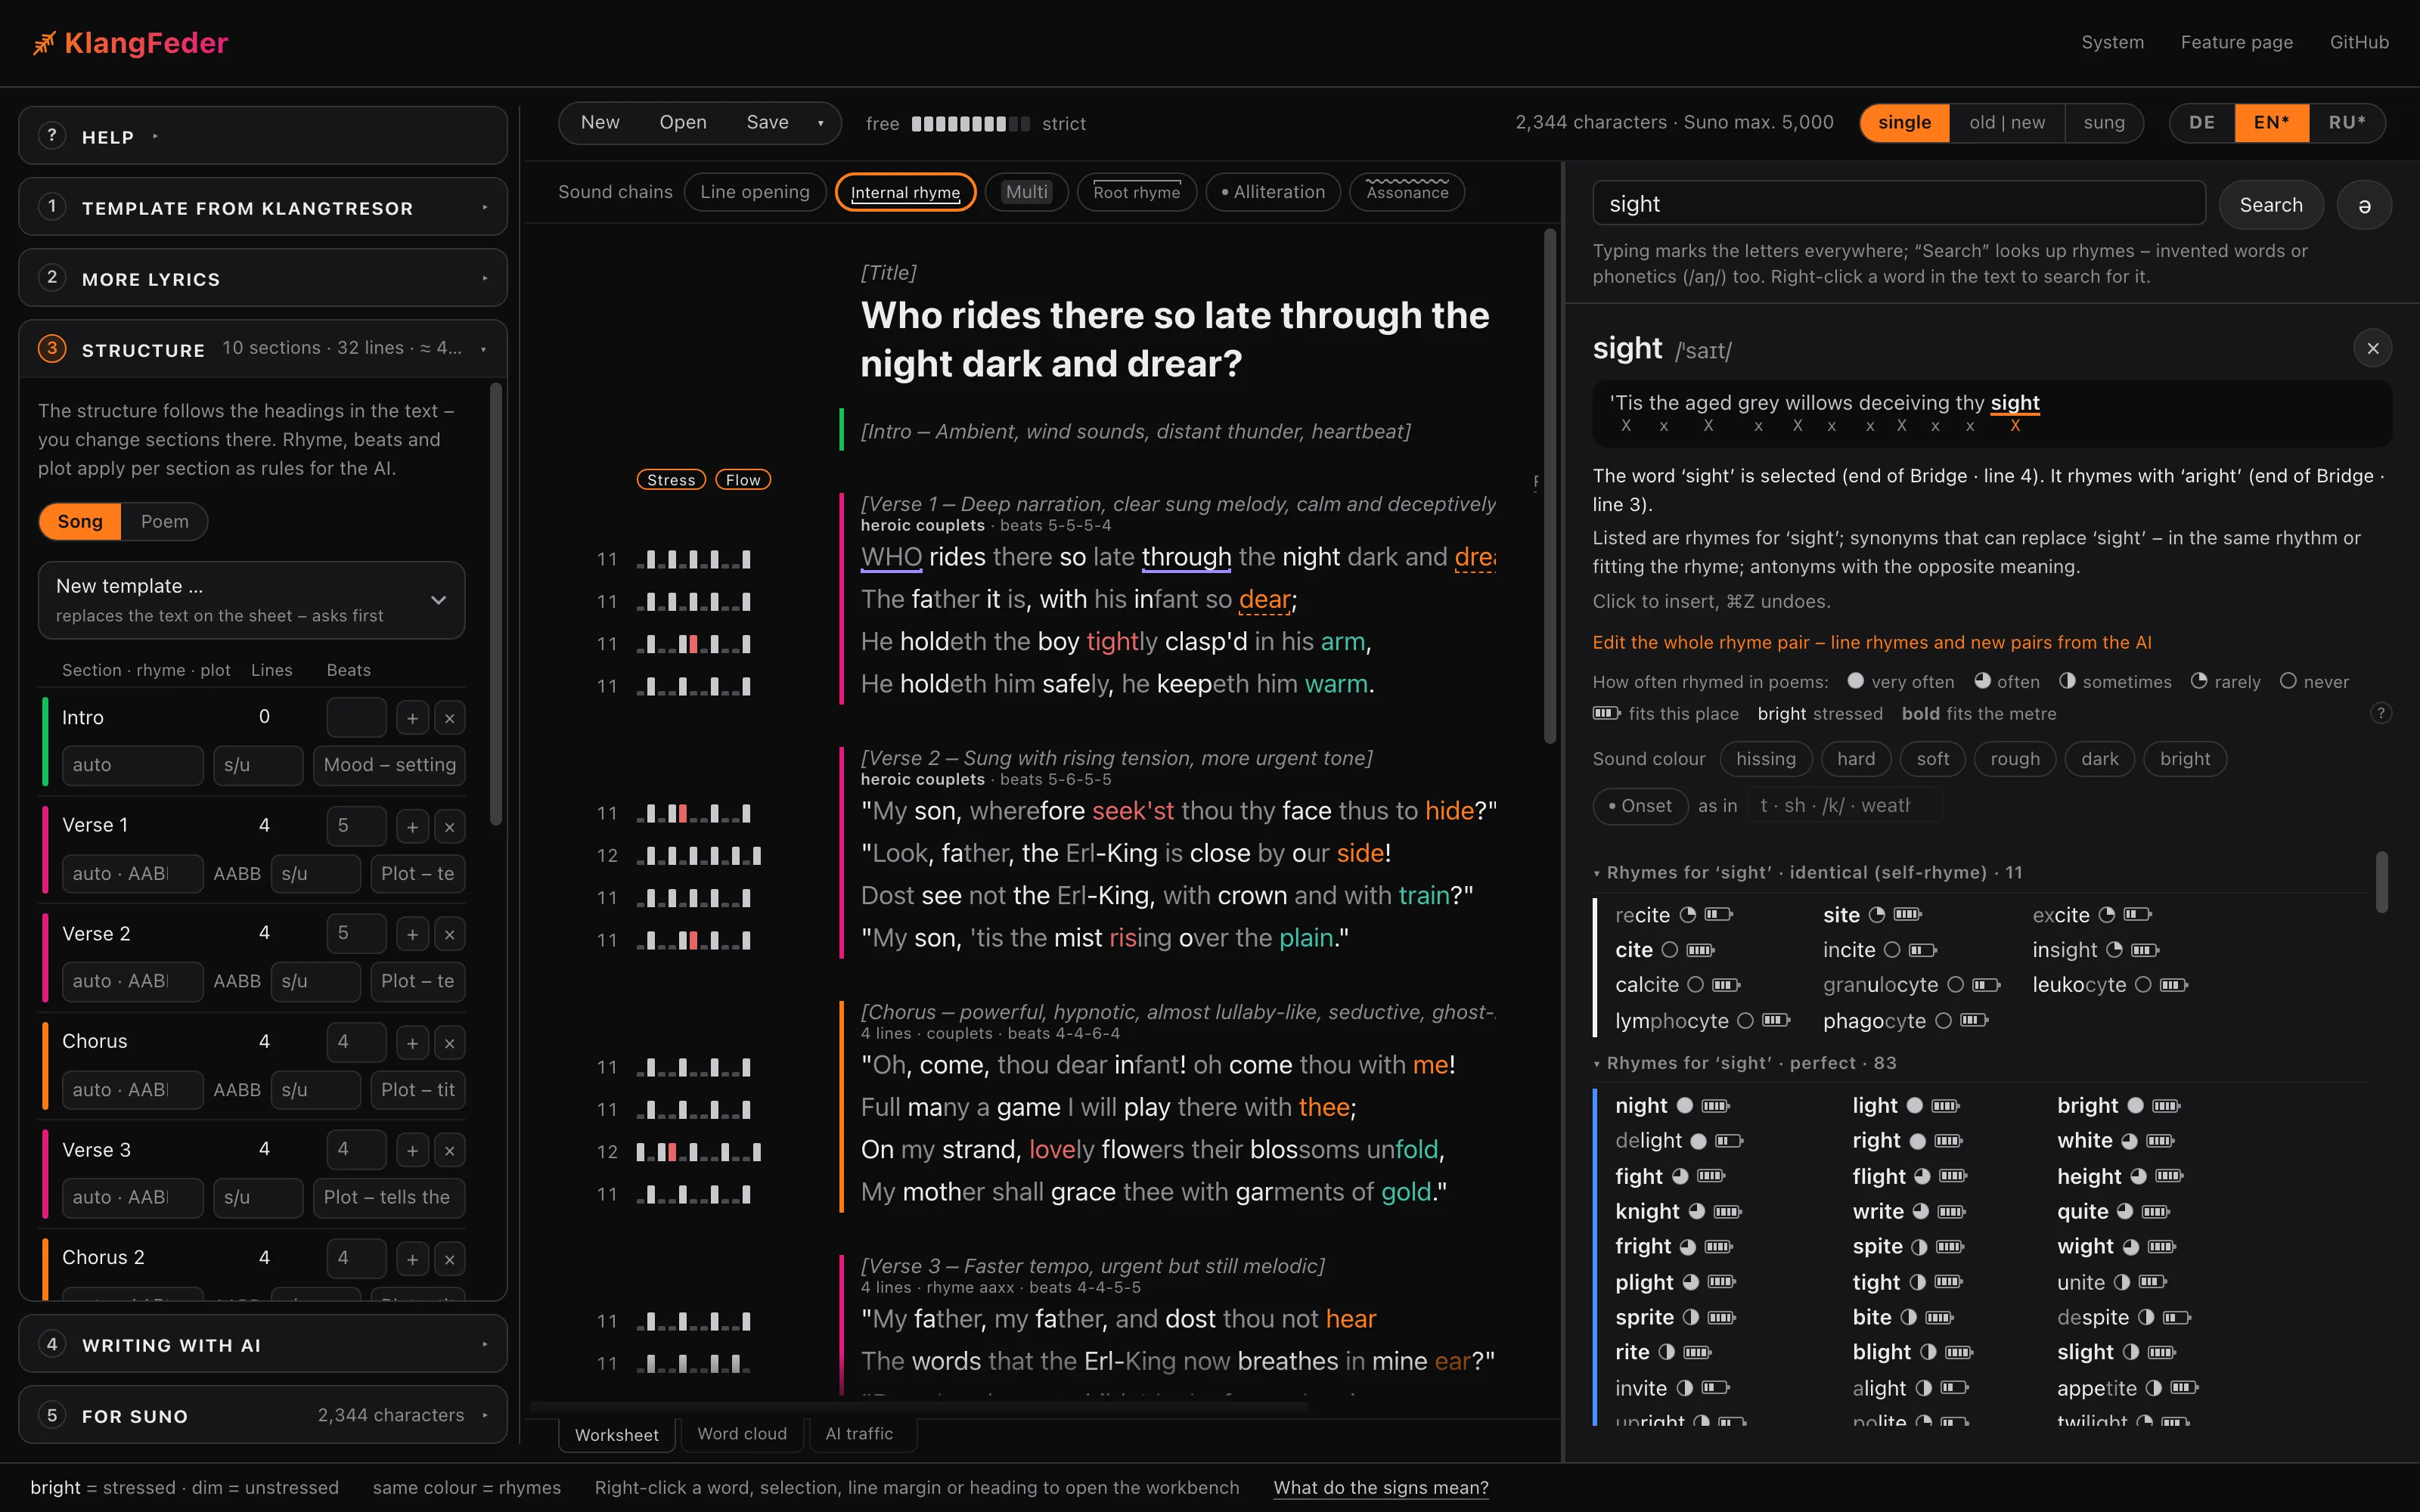 KlangFeder
System Feature page GitHub
? HELP
1 TEMPLATE FROM KLANGTRESOR
2 MORE LYRICS
3 STRUCTURE 10 sections · 32 lines · ≈ 4...
The structure follows the headings in the text –
you change sections there. Rhyme, beats and
plot apply per section as rules for the AI.
Song Poem
New template ...
replaces the text on the sheet – asks first
Section · rhyme · plot Lines Beats
Intro 0 + ×
auto s/u Mood – setting
Verse 1 4 5 + ×
auto · AAB AABB s/u Plot – te
Verse 2 4 5 + ×
auto · AAB AABB s/u Plot – te
Chorus 4 4 + ×
auto · AAB AABB s/u Plot – tit
Verse 3 4 4 + ×
auto · AAB s/u Plot – tells the
Chorus 2 4 4 + ×
4 WRITING WITH AI
5 FOR SUNO 2,344 characters
New Open Save free strict
2,344 characters · Suno max. 5,000 single old | new sung DE EN* RU*
Sound chains Line opening Internal rhyme Multi Root rhyme • Alliteration Assonance
[Title]
Who rides there so late through the
night dark and drear?
[Intro – Ambient, wind sounds, distant thunder, heartbeat]
Stress Flow
[Verse 1 – Deep narration, clear sung melody, calm and deceptively
heroic couplets · beats 5-5-5-4
11 WHO rides there so late through the night dark and drea
11 The father it is, with his infant so dear;
11 He holdeth the boy tightly clasp'd in his arm,
11 He holdeth him safely, he keepeth him warm.
[Verse 2 – Sung with rising tension, more urgent tone]
heroic couplets · beats 5-6-5-5
11 "My son, wherefore seek'st thou thy face thus to hide?"
12 "Look, father, the Erl-King is close by our side!
11 Dost see not the Erl-King, with crown and with train?"
11 "My son, 'tis the mist rising over the plain."
[Chorus – powerful, hypnotic, almost lullaby-like, seductive, ghost-
4 lines · couplets · beats 4-4-6-4
11 "Oh, come, thou dear infant! oh come thou with me!
11 Full many a game I will play there with thee;
12 On my strand, lovely flowers their blossoms unfold,
11 My mother shall grace thee with garments of gold."
[Verse 3 – Faster tempo, urgent but still melodic]
4 lines · rhyme aaxx · beats 4-4-5-5
11 "My father, my father, and dost thou not hear
11 The words that the Erl-King now breathes in mine ear?"
Worksheet Word cloud AI traffic
sight Search ə
Typing marks the letters everywhere; “Search” looks up rhymes – invented words or
phonetics (/aŋ/) too. Right-click a word in the text to search for it.
sight /ˈsaɪt/ ×
'Tis the aged grey willows deceiving thy sight
X x X x X x x X x x X
The word ‘sight’ is selected (end of Bridge · line 4). It rhymes with ‘aright’ (end of Bridge ·
line 3).
Listed are rhymes for ‘sight’; synonyms that can replace ‘sight’ – in the same rhythm or
fitting the rhyme; antonyms with the opposite meaning.
Click to insert, ⌘Z undoes.
Edit the whole rhyme pair – line rhymes and new pairs from the AI
How often rhymed in poems: very often often sometimes rarely never
fits this place bright stressed bold fits the metre ?
Sound colour hissing hard soft rough dark bright
• Onset as in t · sh · /k/ · weath
Rhymes for ‘sight’ · identical (self-rhyme) · 11
recite site excite
cite incite insight
calcite granulocyte leukocyte
lymphocyte phagocyte
Rhymes for ‘sight’ · perfect · 83
night light bright
delight right white
fight flight height
knight write quite
fright spite wight
plight tight unite
sprite bite despite
rite blight slight
invite alight appetite
upright polite twilight
bright = stressed · dim = unstressed same colour = rhymes Right-click a word, selection, line margin or heading to open the workbench What do the signs mean?